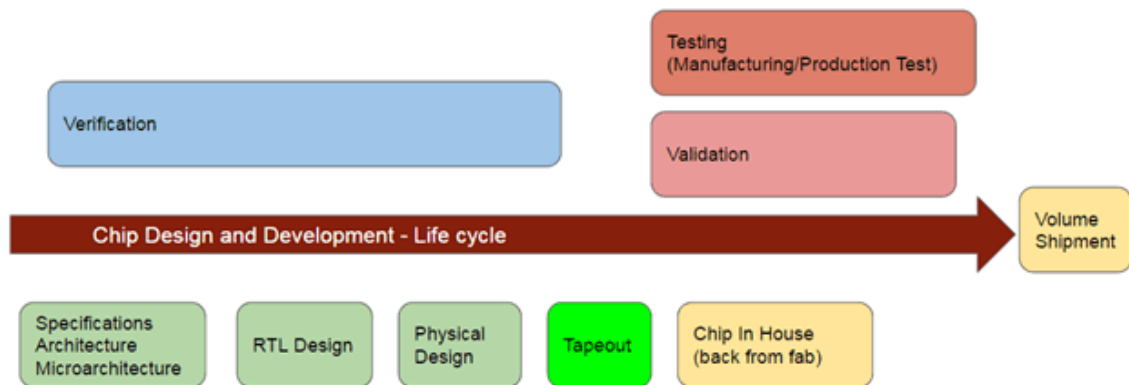 Testing
(Manufacturing/Production Test)
Verification
Validation
Chip Design and Development - Life cycle
Volume
Shipment
Specifications
Architecture
Microarchitecture
RTL Design
Physical
Design
Tapeout
Chip In House
(back from fab)